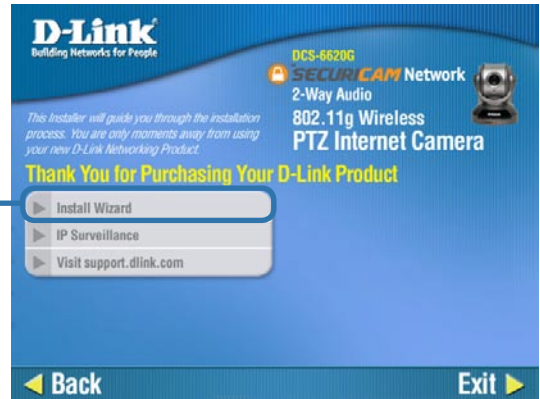 D-Link
Building Networks for People
DCS-6620G
SECURICAM Network
2-Way Audio
802.11g Wireless
PTZ Internet Camera
This Installer will guide you through the installation
process. You are only moments away from using
your new D-Link Networking Product.
Thank You for Purchasing Your D-Link Product
Install Wizard
IP Surveillance
Visit support.dlink.com
Back
Exit